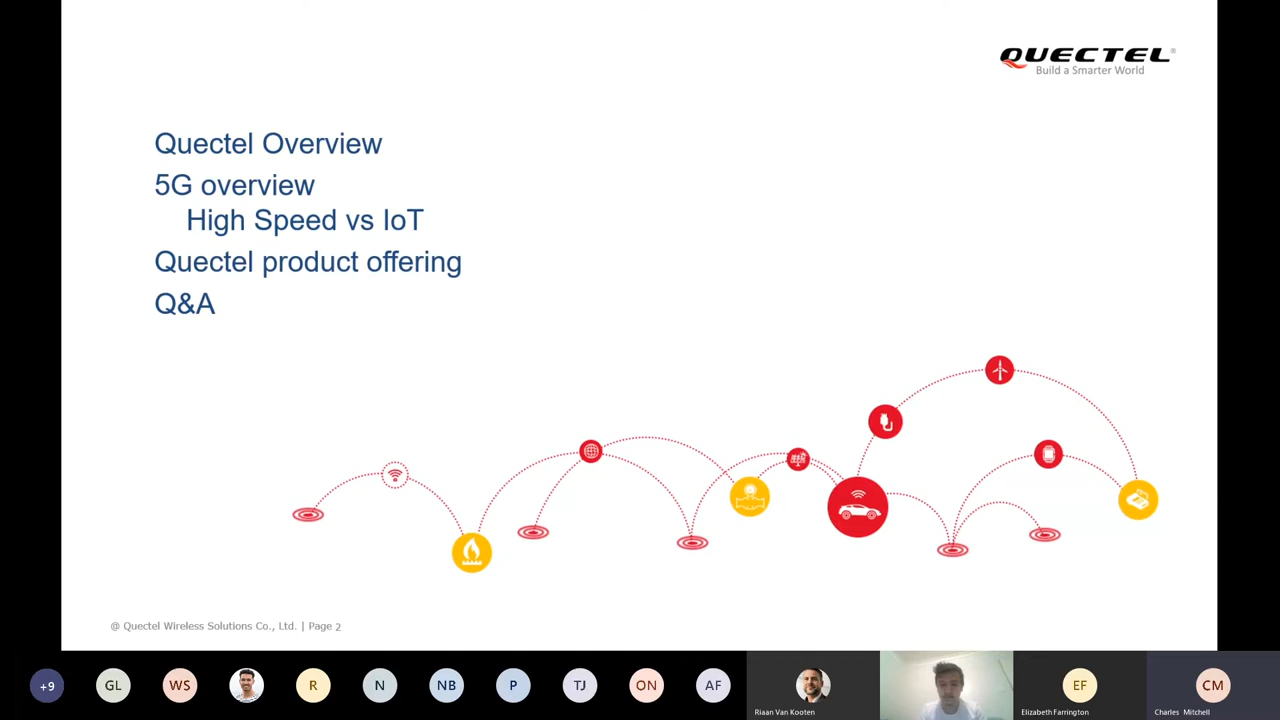 QUECTEL®
Build a Smarter World
Quectel Overview
5G overview
High Speed vs IoT
Quectel product offering
Q&A
@ Quectel Wireless Solutions Co., Ltd. | Page 2
+9
GL
WS
R
N
NB
P
TJ
ON
AF
Riaan Van Kooten
EF
Elizabeth Farrington
CM
Charles Mitchell